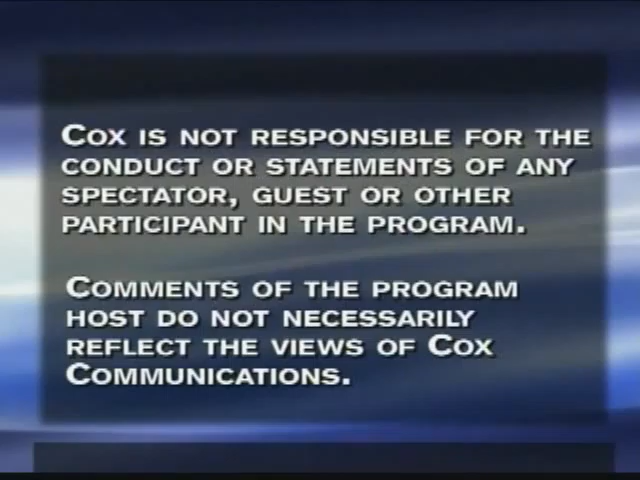 COX IS NOT RESPONSIBLE FOR THE
CONDUCT OR STATEMENTS OF ANY
SPECTATOR, GUEST OR OTHER
PARTICIPANT IN THE PROGRAM.
COMMENTS OF THE PROGRAM
HOST DO NOT NECESSARILY
REFLECT THE VIEWS OF COX
COMMUNICATIONS.